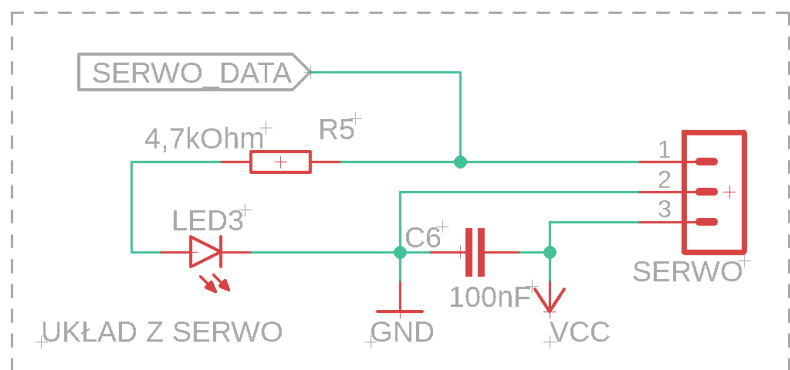 SERWO_DATA
4,7kOhm
R5
1
2
3
LED3
C6
SERWO
100nF
UKŁAD Z SERWO
GND
VCC